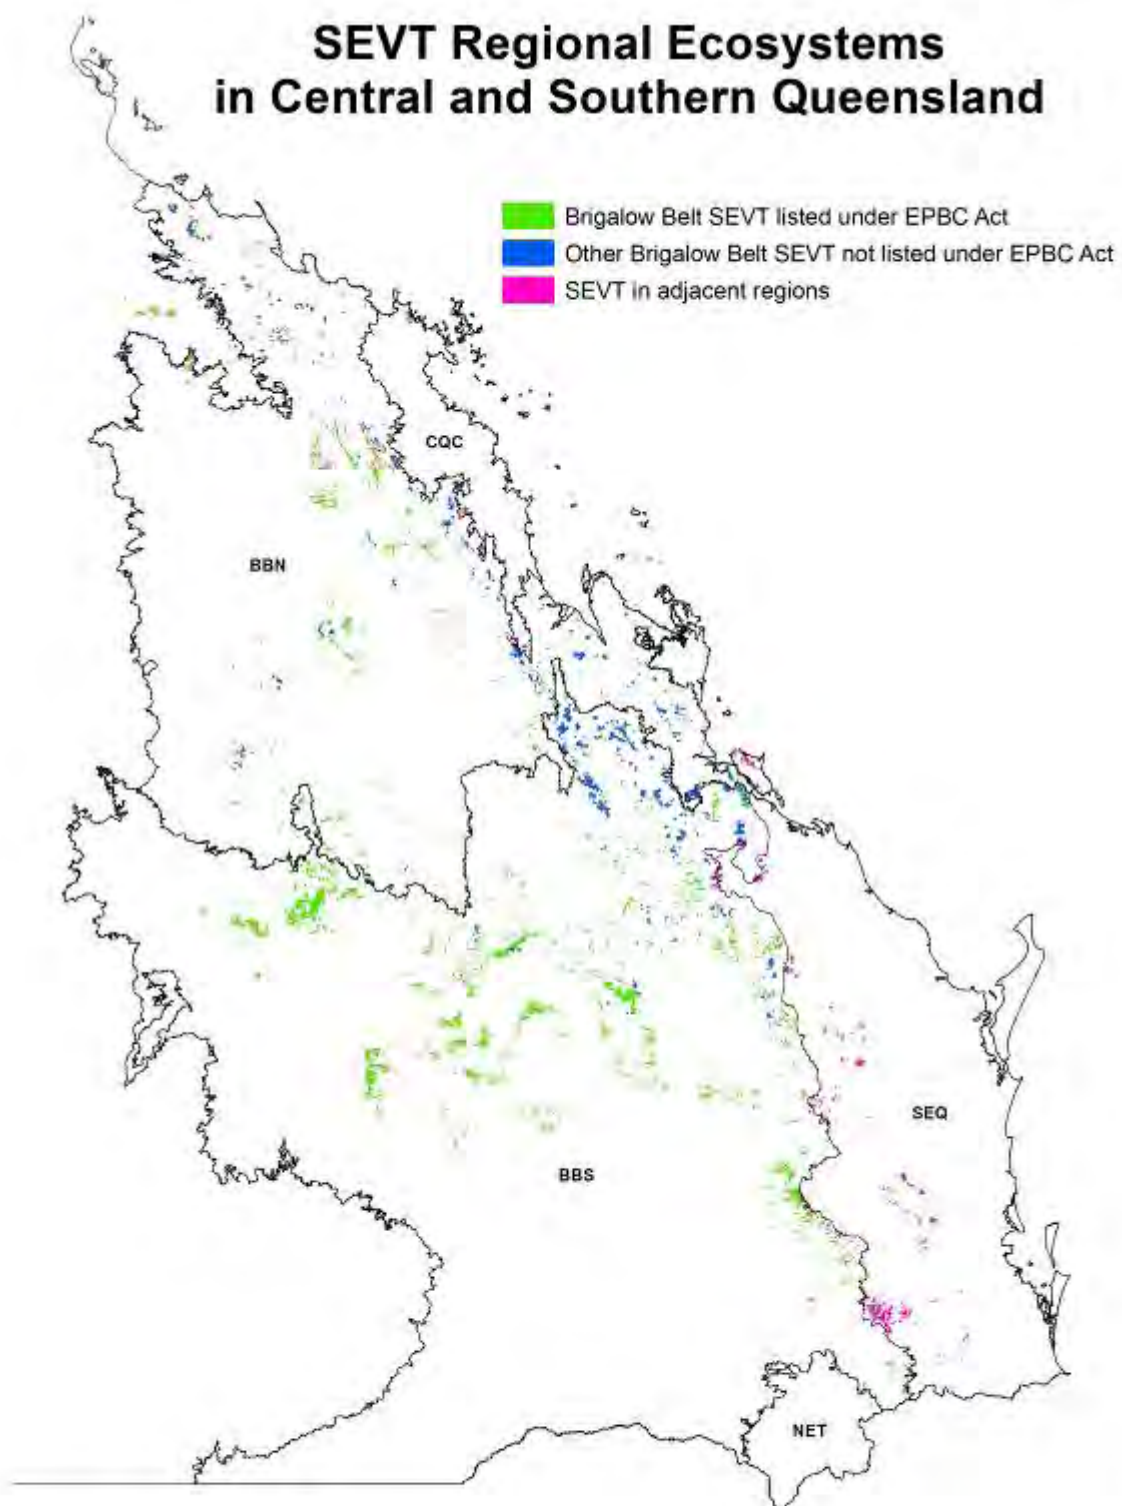 SEVT Regional Ecosystems
in Central and Southern Queensland
Brigalow Belt SEVT listed under EPBC Act
Other Brigalow Belt SEVT not listed under EPBC Act
SEVT in adjacent regions
CQC
BBN
SEQ
BBS
NET